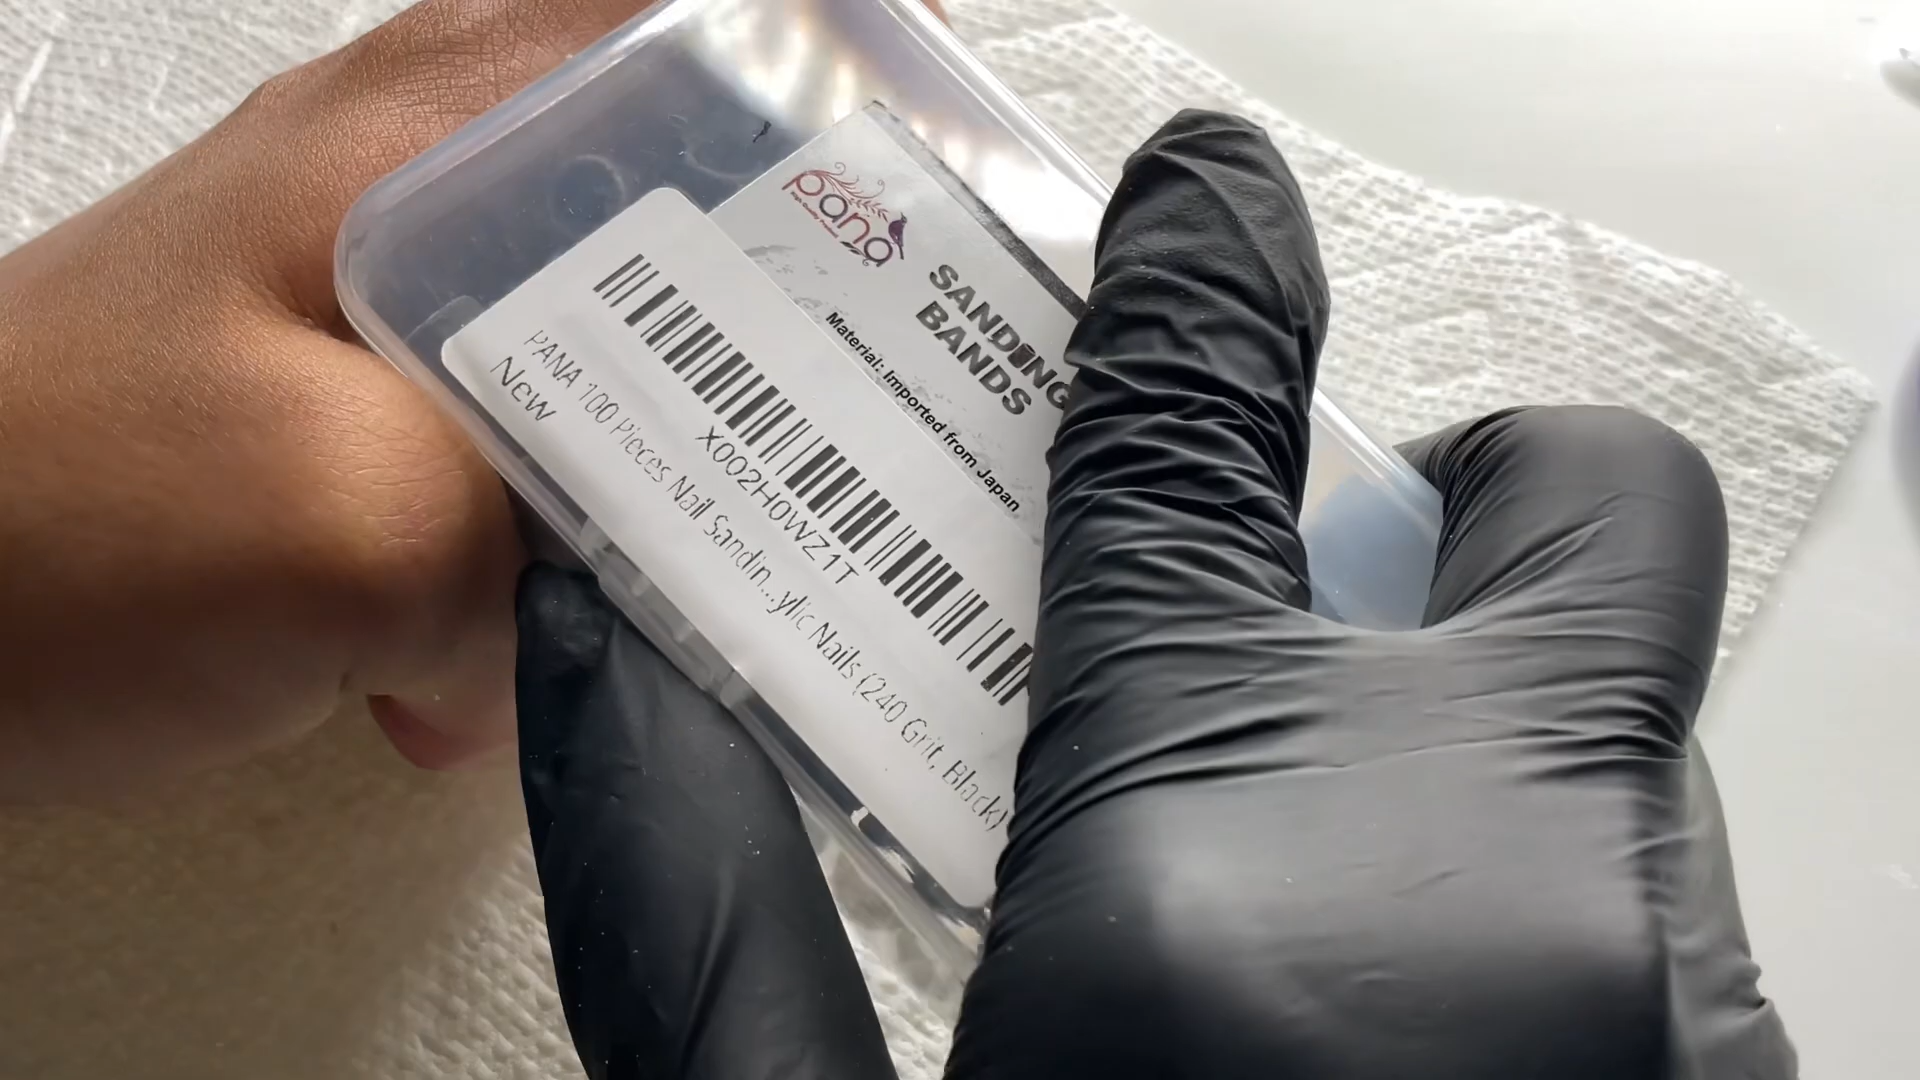 pana
SANDING
BANDS
Material: Imported from Japan
X002H0WZ1T
PANA 100 Pieces Nail Sandin...ylic Nails (240 Grit, Black)
New